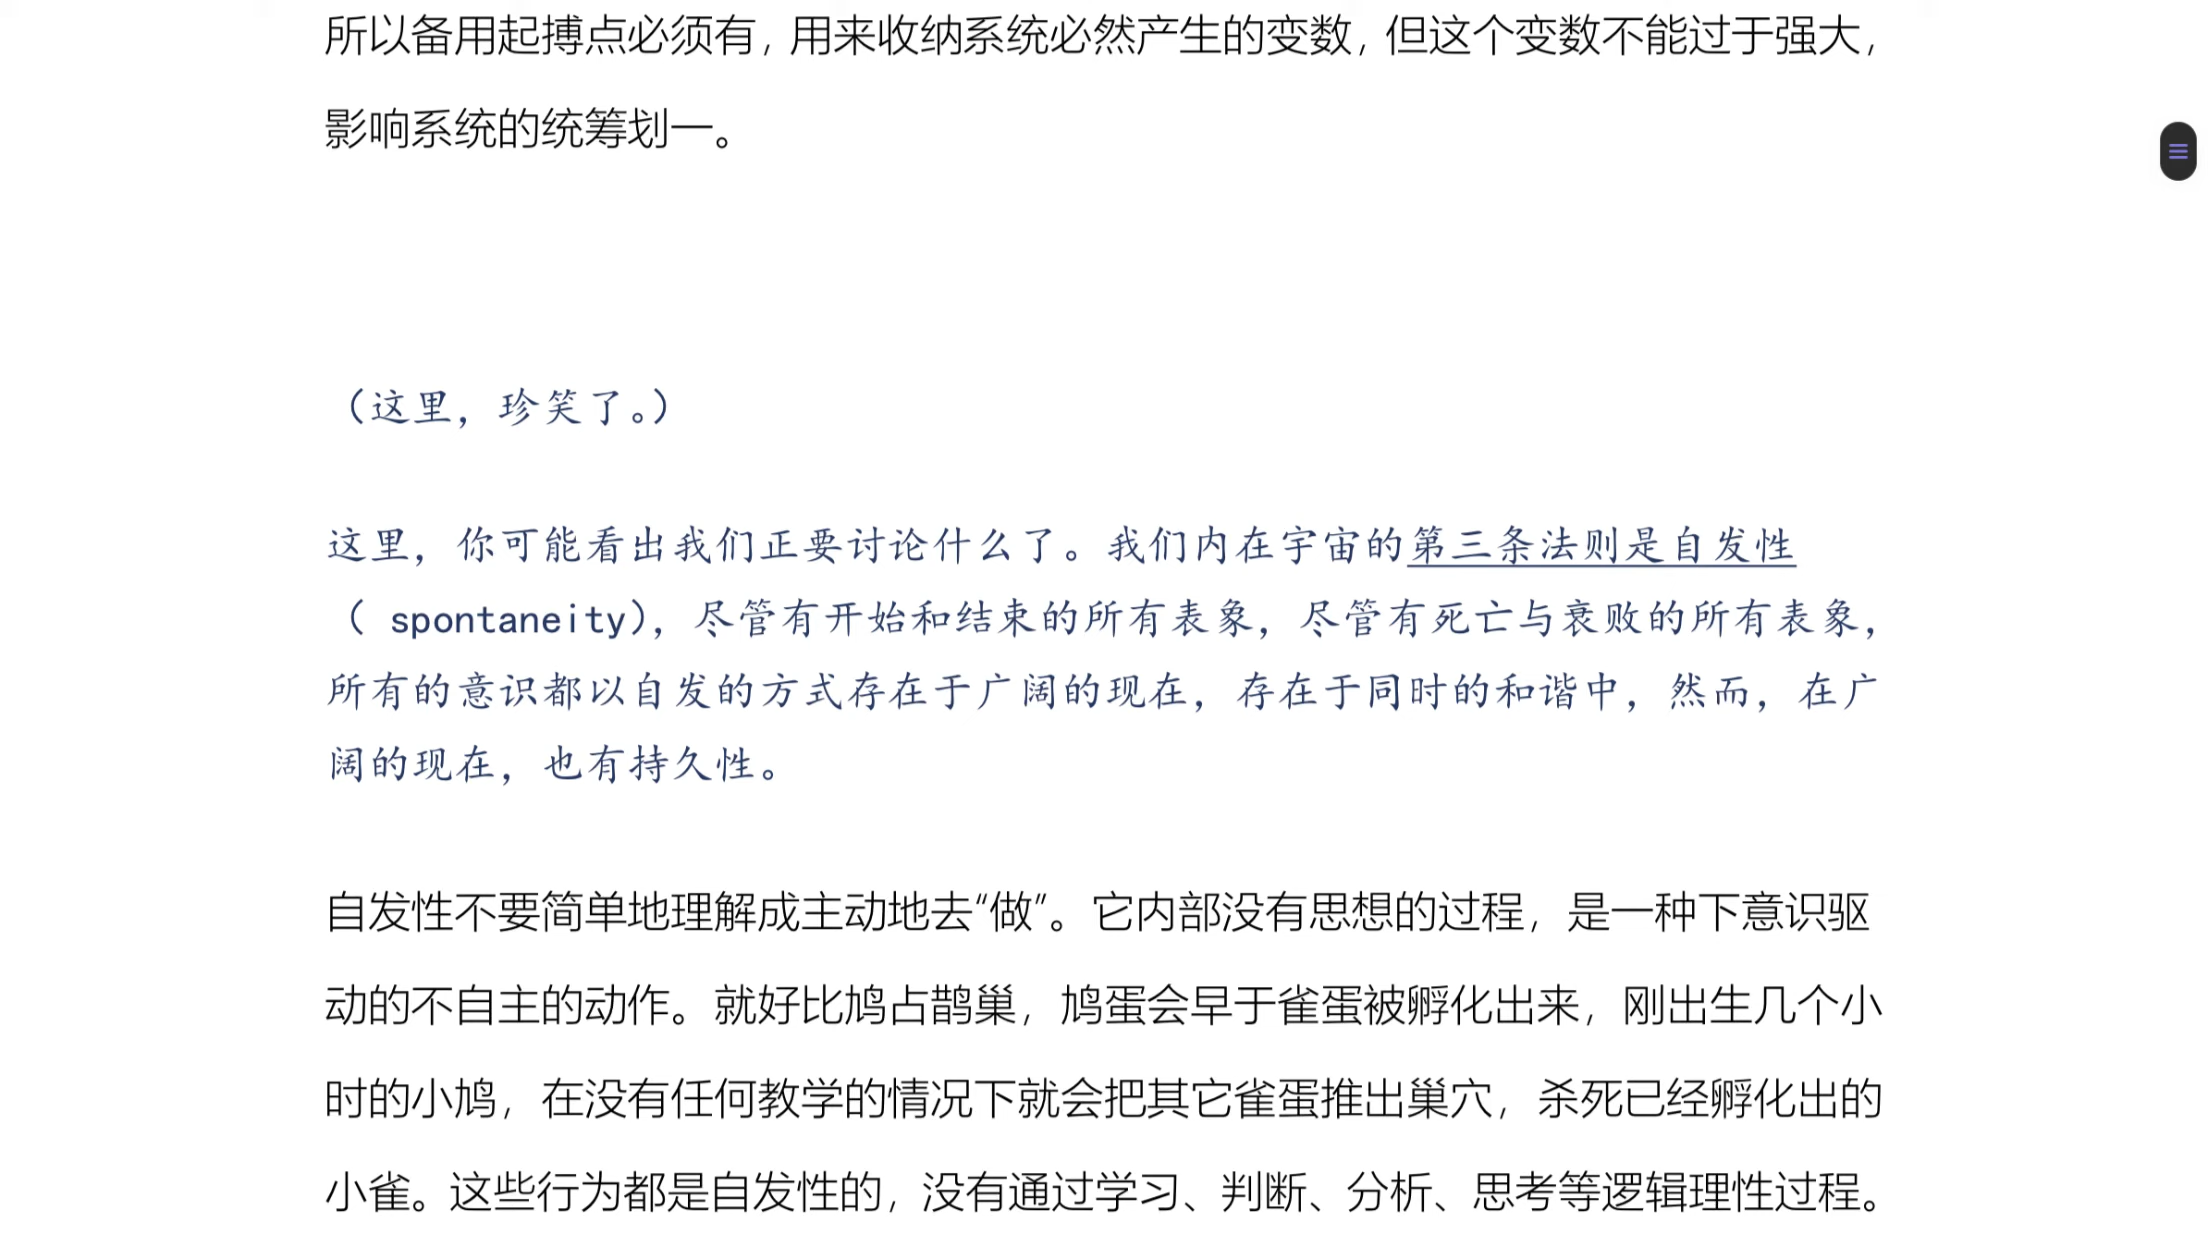 所以备用起搏点必须有，用来收纳系统必然产生的变数，但这个变数不能过于强大，
影响系统的统筹划一。
（这里，珍笑了。）
这里，你可能看出我们正要讨论什么了。我们内在宇宙的第三条法则是自发性
（ spontaneity），尽管有开始和结束的所有表象，尽管有死亡与衰败的所有表象，
所有的意识都以自发的方式存在于广阔的现在，存在于同时的和谐中，然而，在广
阔的现在，也有持久性。
自发性不要简单地理解成主动地去“做”。它内部没有思想的过程，是一种下意识驱
动的不自主的动作。就好比鸠占鹊巢，鸠蛋会早于雀蛋被孵化出来，刚出生几个小
时的小鸠，在没有任何教学的情况下就会把其它雀蛋推出巢穴，杀死已经孵化出的
小雀。这些行为都是自发性的，没有通过学习、判断、分析、思考等逻辑理性过程。